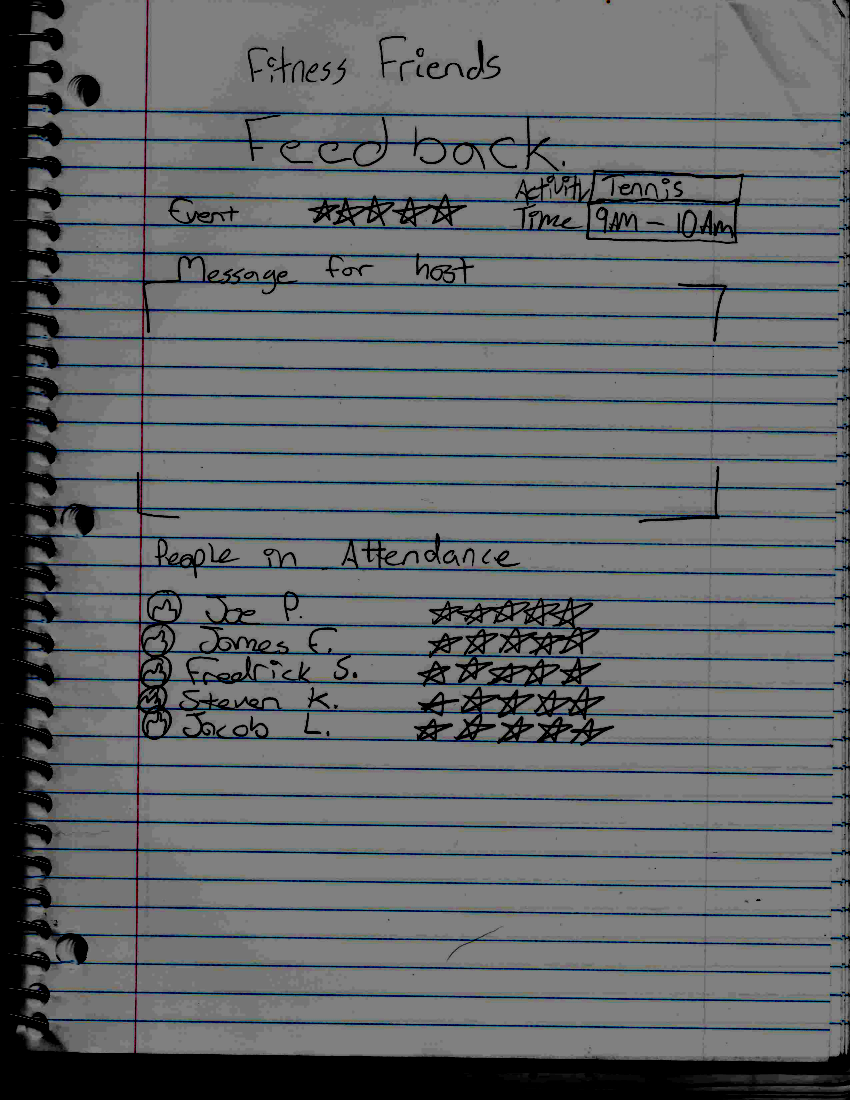 Fitness Friends
Feedback.
Activity Tennis
Event Time 9AM - 10AM
Message for host
People in Attendance
Joe P.
James F.
Fredrick S.
Steven K.
Jacob L.